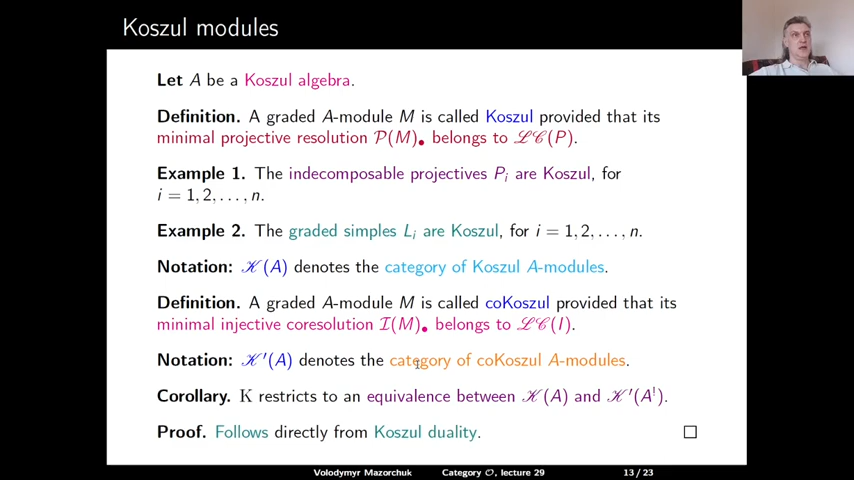 Koszul modules
Let A be a Koszul algebra.
Definition. A graded A-module M is called Koszul provided that its
minimal projective resolution 𝒫(M)• belongs to ℒ𝒞(P).
Example 1. The indecomposable projectives Pᵢ are Koszul, for
i = 1, 2, . . . , n.
Example 2. The graded simples Lᵢ are Koszul, for i = 1, 2, . . . , n.
Notation: 𝒦(A) denotes the category of Koszul A-modules.
Definition. A graded A-module M is called coKoszul provided that its
minimal injective coresolution ℐ(M)• belongs to ℒ𝒞(I).
Notation: 𝒦′(A) denotes the category of coKoszul A-modules.
Corollary. K restricts to an equivalence between 𝒦(A) and 𝒦′(A!).
Proof. Follows directly from Koszul duality. □
Volodymyr Mazorchuk Category 𝒪, lecture 29 13/23